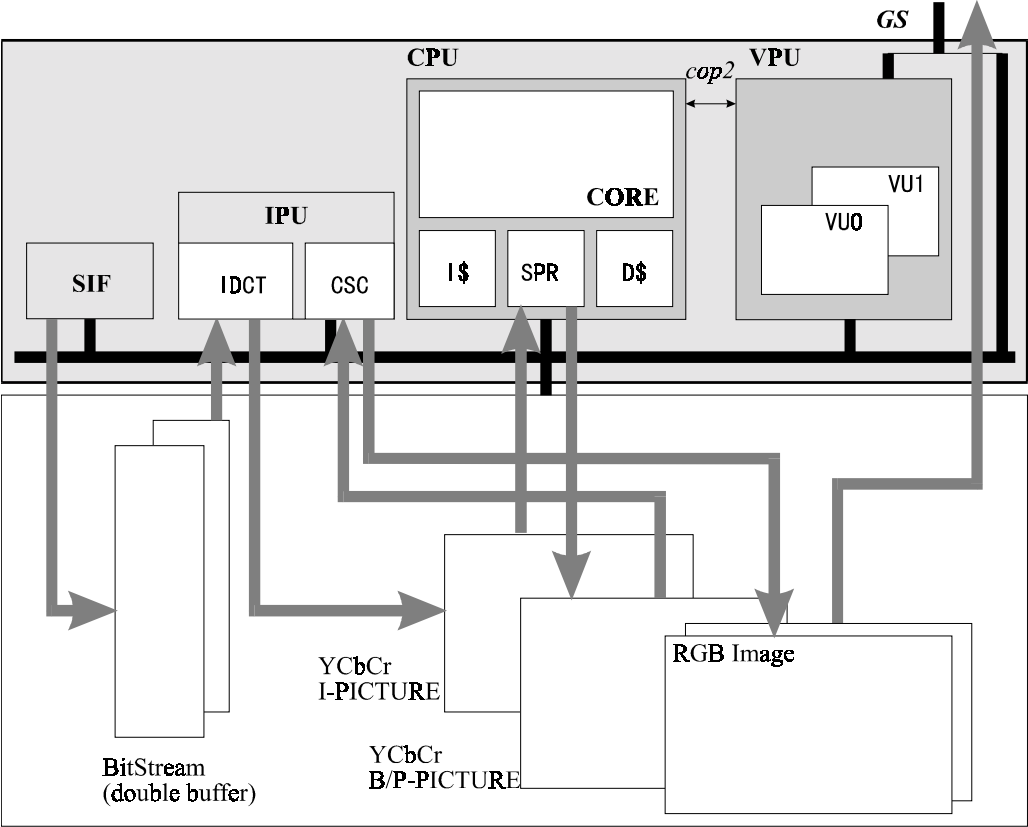 GS
CPU
cop2
VPU
CORE
VU1
VU0
IPU
SIF
IDCT
CSC
I$
SPR
D$
RGB Image
YCbCr
I-PICTURE
YCbCr
B/P-PICTURE
BitStream
(double buffer)